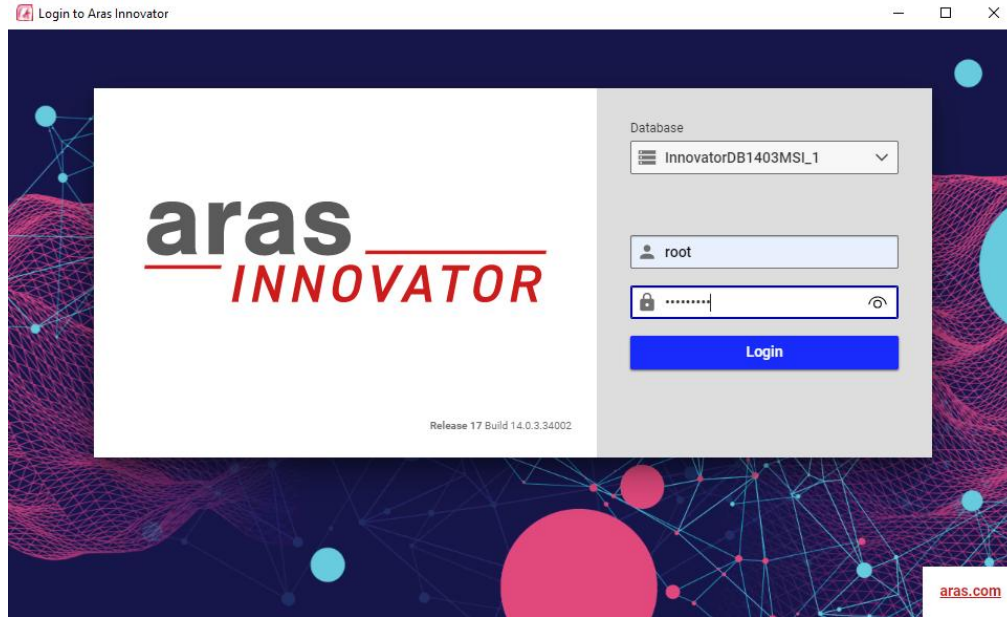 Login to Aras Innovator
Database
InnovatorDB1403MSI_1
aras
INNOVATOR
root
•••••••••
Login
Release 17 Build 14.0.3.34002
aras.com